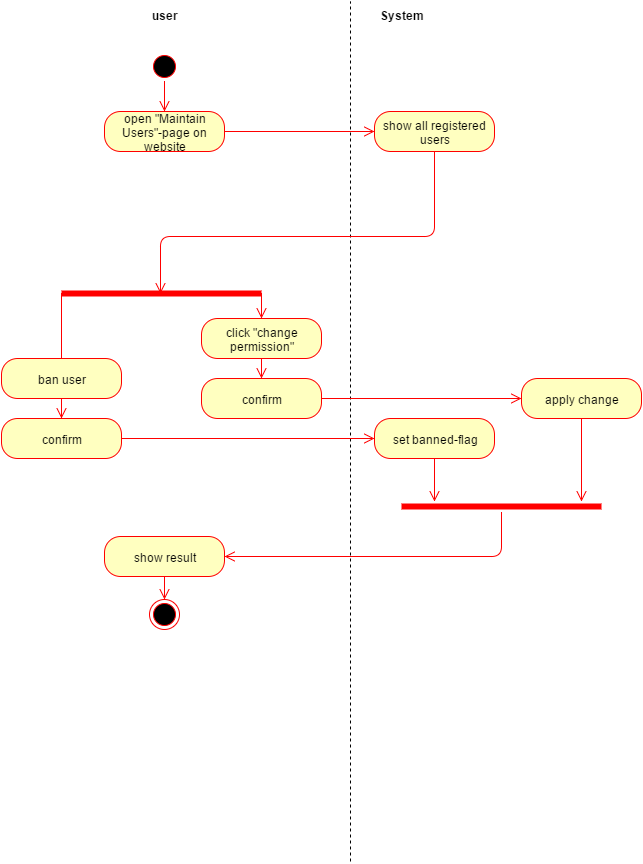 user
System
open "Maintain
Users"-page on
website
show all registered
users
click "change
permission"
ban user
confirm
apply change
confirm
set banned-flag
show result